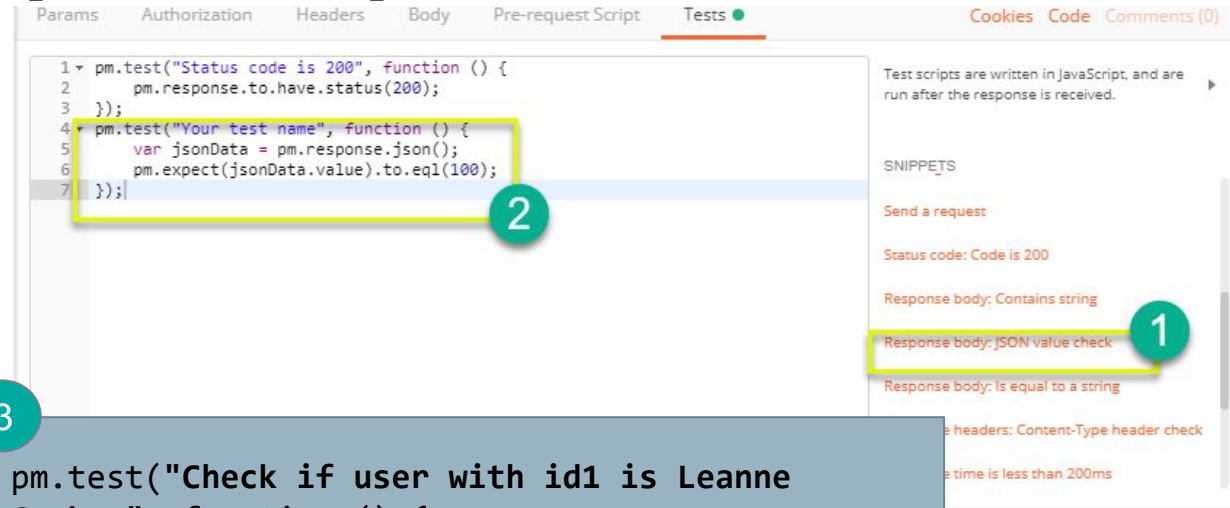 Params Authorization Headers Body Pre-request Script Tests Cookies Code Comments (0)
1 pm.test("Status code is 200", function () {
2 pm.response.to.have.status(200);
3 });
4 pm.test("Your test name", function () {
5 var jsonData = pm.response.json();
6 pm.expect(jsonData.value).to.eql(100);
7 });
2
Test scripts are written in JavaScript, and are
run after the response is received.
SNIPPETS
Send a request
Status code: Code is 200
Response body: Contains string
Response body: JSON value check
1
Response body: Is equal to a string
headers: Content-Type header check
time is less than 200ms
3
pm.test("Check if user with id1 is Leanne